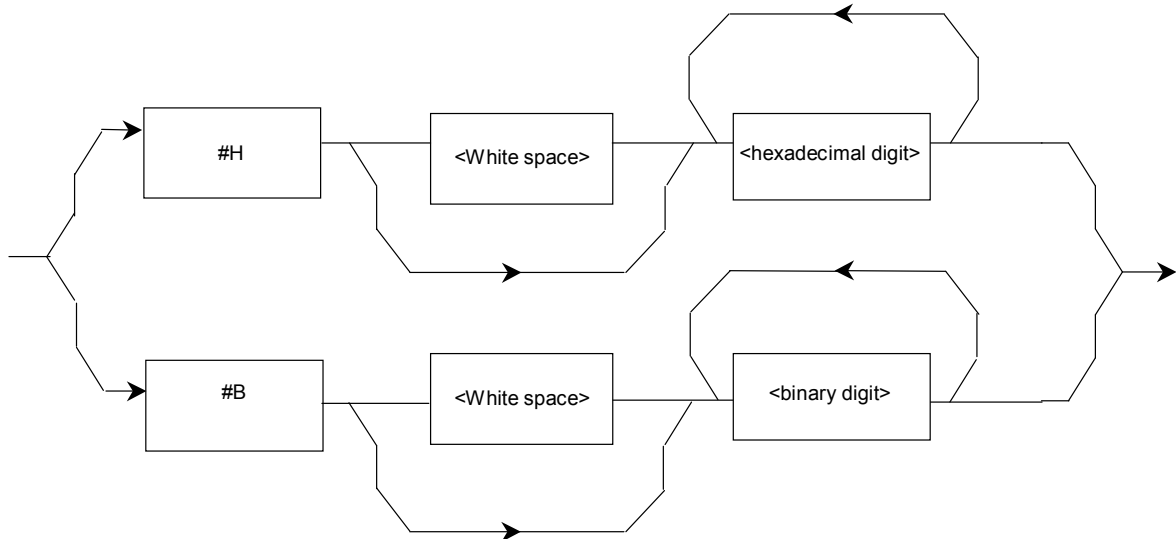 #H
<White space>
<hexadecimal digit>
#B
<White space>
<binary digit>